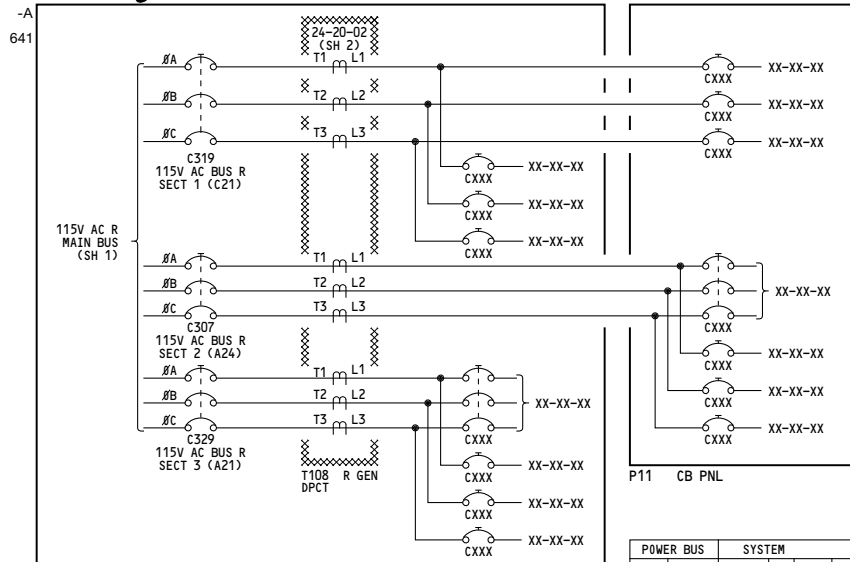 -A
641
24-20-02
(SH 2)
ØA T1 L1 CXXX XX-XX-XX
ØB T2 L2 CXXX XX-XX-XX
ØC T3 L3 CXXX XX-XX-XX
C319
115V AC BUS R
SECT 1 (C21)
CXXX XX-XX-XX
CXXX XX-XX-XX
CXXX XX-XX-XX
115V AC R
MAIN BUS
(SH 1)
ØA T1 L1
ØB T2 L2 XX-XX-XX
ØC T3 L3 CXXX
C307
115V AC BUS R
SECT 2 (A24)
CXXX XX-XX-XX
CXXX XX-XX-XX
CXXX XX-XX-XX
ØA T1 L1
ØB T2 L2 XX-XX-XX
ØC T3 L3 CXXX
C329
115V AC BUS R
SECT 3 (A21)
T108 R GEN
DPCT
CXXX XX-XX-XX
CXXX XX-XX-XX
CXXX XX-XX-XX
P11 CB PNL
POWER BUS SYSTEM